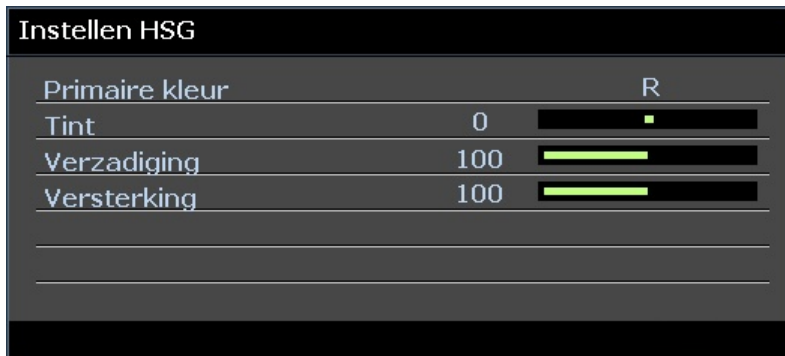 Instellen HSG
Primaire kleur R
Tint 0
Verzadiging 100
Versterking 100